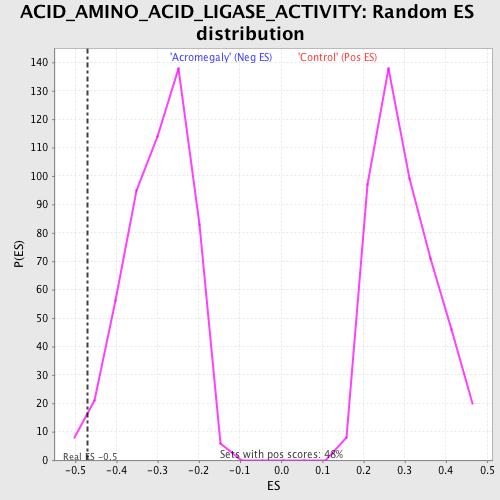 ACID_AMINO_ACID_LIGASE_ACTIVITY: Random ES
distribution
'Acromegaly' (Neg ES) 'Control' (Pos ES)
140
130
120
110
100
90
80
70
60
50
40
30
20
10
0
P(ES)
Real ES -0.5
Sets with pos scores: 48%
-0.5 -0.4 -0.3 -0.2 -0.1 0.0 0.1 0.2 0.3 0.4 0.5
ES